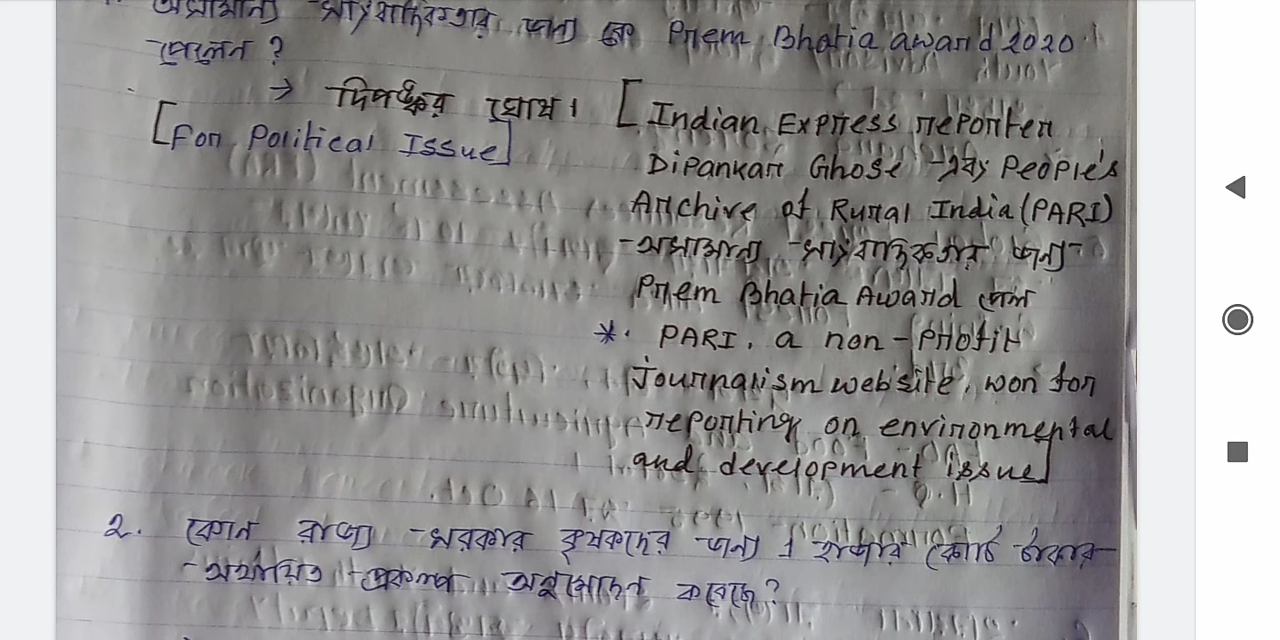 অসামান্য সাংবাদিকতার জন্য কে Prem Bhatia award 2020
পেলেন ?
→ দিপঙ্কর ঘোষ। [Indian Express reporter
[For Political Issue]
Dipankar Ghose এবং People's
Archive of Rural India (PARI)
অসামান্য সাংবাদিকতার জন্য
Prem Bhatia Award পেল
*. PARI, a non-profit
Journalism website, won for
reporting on environmental
and development issue]
2. কোন রাজ্য সরকার কৃষকদের জন্য হাজার কোটি টাকার
প্রকল্প অনুমোদন করেছে?